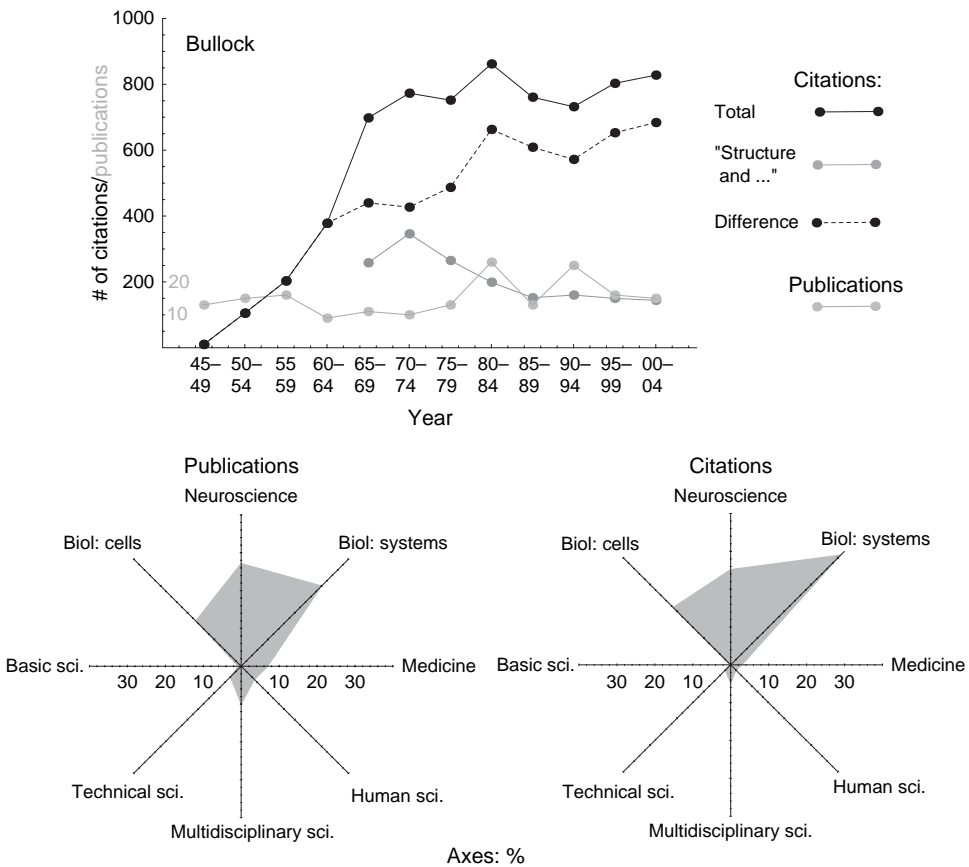 Bullock
# of citations/publications
1000
800
600
400
200
20
10
45–
49
50–
54
55
59
60–
64
65–
69
70–
74
75–
79
80–
84
85–
89
90–
94
95–
99
00–
04
Year
Citations:
Total
"Structure
and ..."
Difference
Publications
Publications
Neuroscience
Biol: cells
Biol: systems
Basic sci.
Medicine
30 20 10 10 20 30
Technical sci.
Human sci.
Multidisciplinary sci.
Citations
Neuroscience
Biol: cells
Biol: systems
Basic sci.
Medicine
30 20 10 10 20 30
Technical sci.
Human sci.
Multidisciplinary sci.
Axes: %